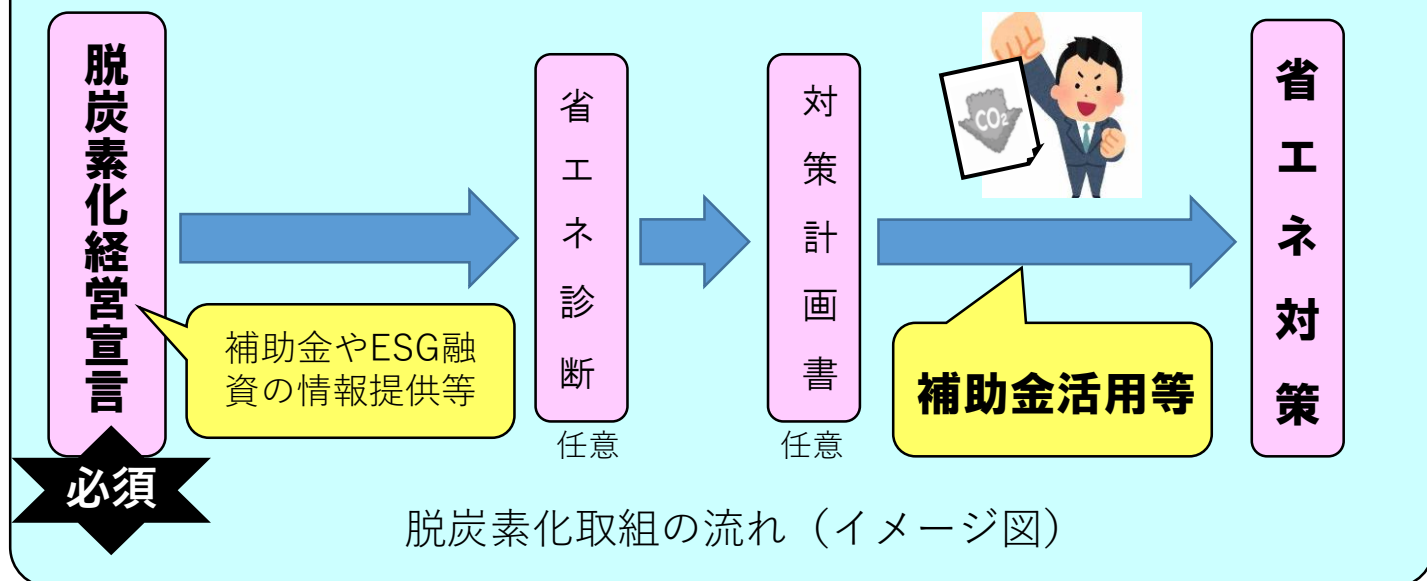 脱炭素化経営宣言
必須
補助金やESG融
資の情報提供等
省エネ診断
任意
対策計画書
任意
CO₂
補助金活用等
省エネ対策
脱炭素化取組の流れ（イメージ図）